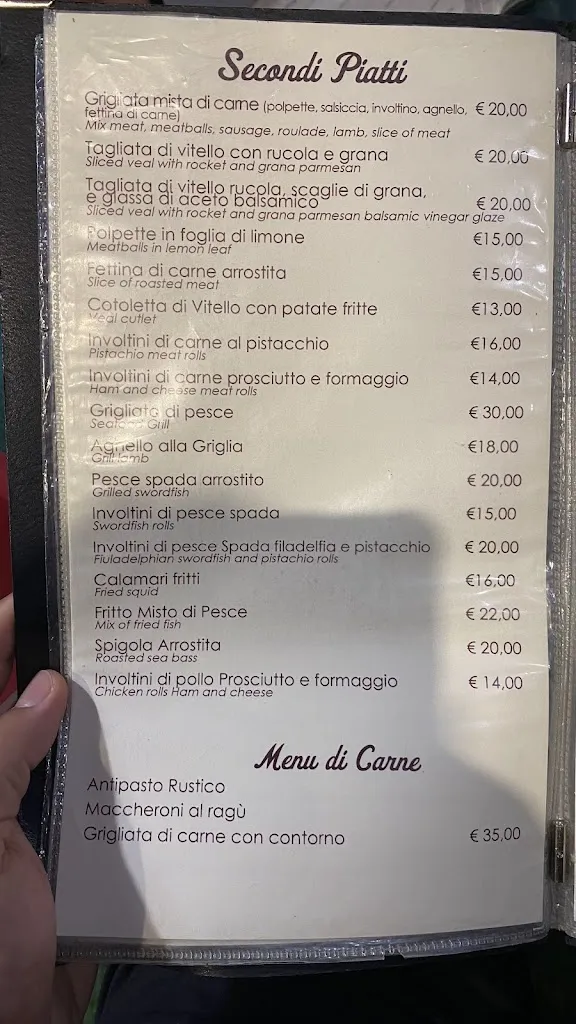 Secondi Piatti
Grigliata mista di carne (polpette, salsiccia, involtino, agnello, € 20,00
fettina di carne)
Mix meat, meatballs, sausage, roulade, lamb, slice of meat
Tagliata di vitello con rucola e grana € 20,00
Sliced veal with rocket and grana parmesan
Tagliata di vitello rucola, scaglie di grana,
e glassa di aceto balsamico € 20,00
Sliced veal with rocket and grana parmesan balsamic vinegar glaze
Polpette in foglia di limone €15,00
Meatballs in lemon leaf
Fettina di carne arrostita €15,00
Slice of roasted meat
Cotoletta di Vitello con patate fritte €13,00
Veal cutlet
Involtini di carne al pistacchio €16,00
Pistachio meat rolls
Involtini di carne prosciutto e formaggio €14,00
Ham and cheese meat rolls
Grigliata di pesce € 30,00
Seafood Grill
Agnello alla Griglia €18,00
Grill lamb
Pesce spada arrostito € 20,00
Grilled swordfish
Involtini di pesce spada €15,00
Swordfish rolls
Involtini di pesce Spada filadelfia e pistacchio € 20,00
Fiuladelphian swordfish and pistachio rolls
Calamari fritti €16,00
Fried squid
Fritto Misto di Pesce € 22,00
Mix of fried fish
Spigola Arrostita € 20,00
Roasted sea bass
Involtini di pollo Prosciutto e formaggio € 14,00
Chicken rolls Ham and cheese
Menu di Carne
Antipasto Rustico
Maccheroni al ragù
Grigliata di carne con contorno € 35,00